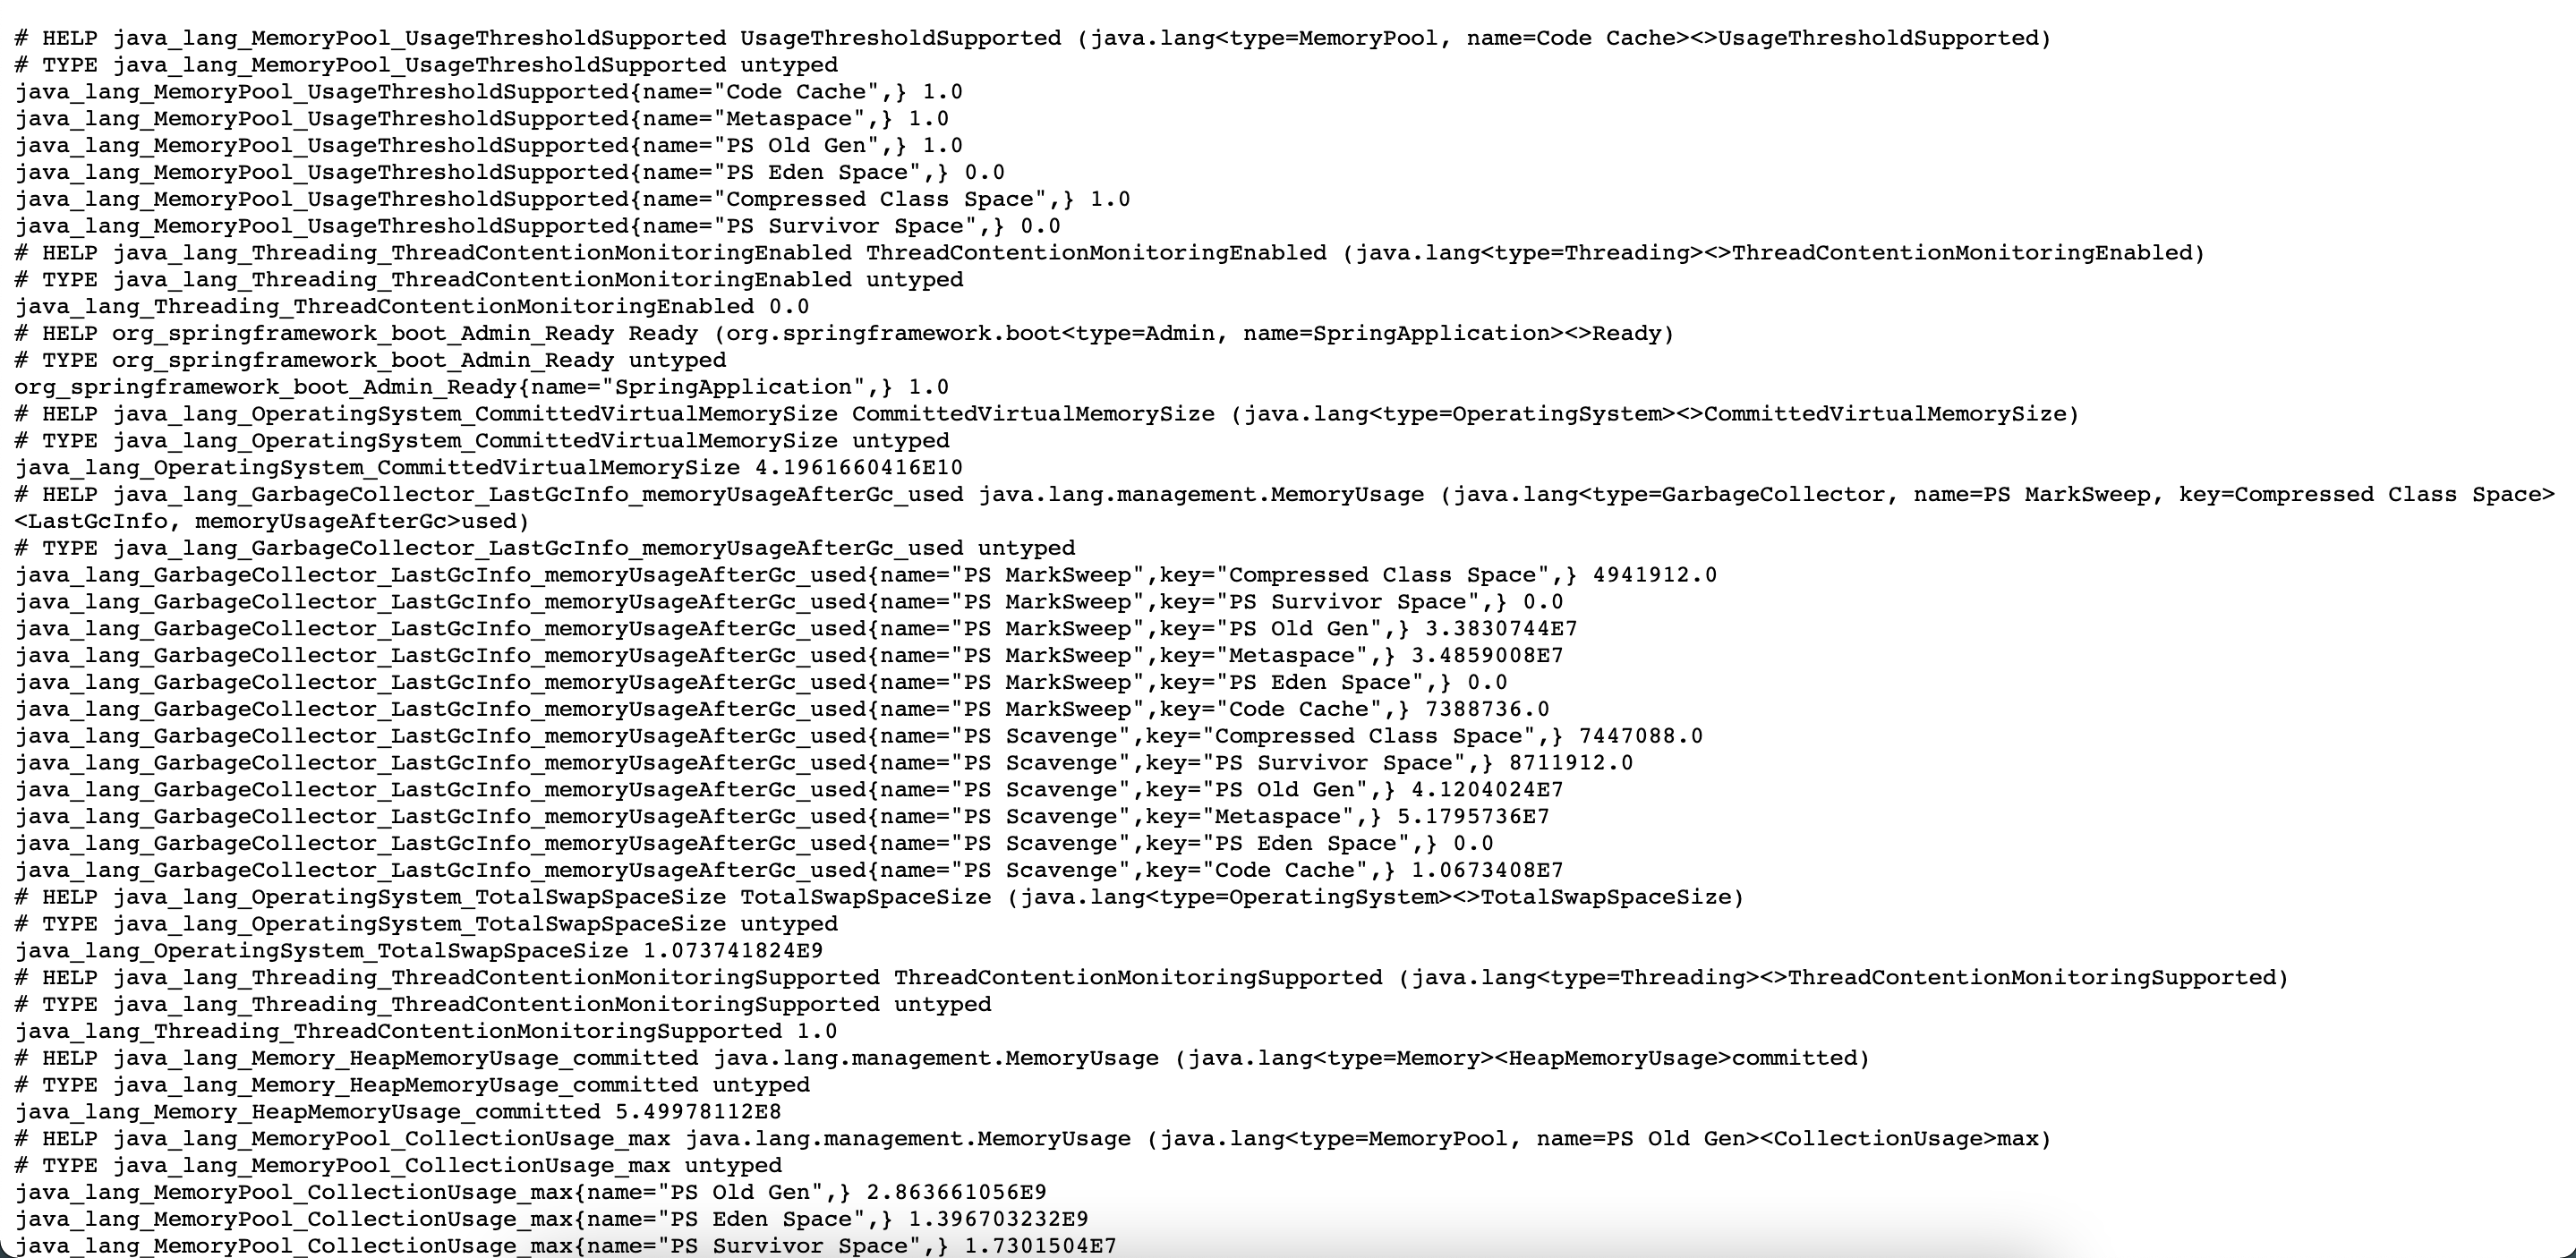 # HELP java_lang_MemoryPool_UsageThresholdSupported UsageThresholdSupported (java.lang<type=MemoryPool, name=Code Cache><>UsageThresholdSupported)
# TYPE java_lang_MemoryPool_UsageThresholdSupported untyped
java_lang_MemoryPool_UsageThresholdSupported{name="Code Cache",} 1.0
java_lang_MemoryPool_UsageThresholdSupported{name="Metaspace",} 1.0
java_lang_MemoryPool_UsageThresholdSupported{name="PS Old Gen",} 1.0
java_lang_MemoryPool_UsageThresholdSupported{name="PS Eden Space",} 0.0
java_lang_MemoryPool_UsageThresholdSupported{name="Compressed Class Space",} 1.0
java_lang_MemoryPool_UsageThresholdSupported{name="PS Survivor Space",} 0.0
# HELP java_lang_Threading_ThreadContentionMonitoringEnabled ThreadContentionMonitoringEnabled (java.lang<type=Threading><>ThreadContentionMonitoringEnabled)
# TYPE java_lang_Threading_ThreadContentionMonitoringEnabled untyped
java_lang_Threading_ThreadContentionMonitoringEnabled 0.0
# HELP org_springframework_boot_Admin_Ready Ready (org.springframework.boot<type=Admin, name=SpringApplication><>Ready)
# TYPE org_springframework_boot_Admin_Ready untyped
org_springframework_boot_Admin_Ready{name="SpringApplication",} 1.0
# HELP java_lang_OperatingSystem_CommittedVirtualMemorySize CommittedVirtualMemorySize (java.lang<type=OperatingSystem><>CommittedVirtualMemorySize)
# TYPE java_lang_OperatingSystem_CommittedVirtualMemorySize untyped
java_lang_OperatingSystem_CommittedVirtualMemorySize 4.1961660416E10
# HELP java_lang_GarbageCollector_LastGcInfo_memoryUsageAfterGc_used java.lang.management.MemoryUsage (java.lang<type=GarbageCollector, name=PS MarkSweep, key=Compressed Class Space>
<LastGcInfo, memoryUsageAfterGc>used)
# TYPE java_lang_GarbageCollector_LastGcInfo_memoryUsageAfterGc_used untyped
java_lang_GarbageCollector_LastGcInfo_memoryUsageAfterGc_used{name="PS MarkSweep",key="Compressed Class Space",} 4941912.0
java_lang_GarbageCollector_LastGcInfo_memoryUsageAfterGc_used{name="PS MarkSweep",key="PS Survivor Space",} 0.0
java_lang_GarbageCollector_LastGcInfo_memoryUsageAfterGc_used{name="PS MarkSweep",key="PS Old Gen",} 3.3830744E7
java_lang_GarbageCollector_LastGcInfo_memoryUsageAfterGc_used{name="PS MarkSweep",key="Metaspace",} 3.4859008E7
java_lang_GarbageCollector_LastGcInfo_memoryUsageAfterGc_used{name="PS MarkSweep",key="PS Eden Space",} 0.0
java_lang_GarbageCollector_LastGcInfo_memoryUsageAfterGc_used{name="PS MarkSweep",key="Code Cache",} 7388736.0
java_lang_GarbageCollector_LastGcInfo_memoryUsageAfterGc_used{name="PS Scavenge",key="Compressed Class Space",} 7447088.0
java_lang_GarbageCollector_LastGcInfo_memoryUsageAfterGc_used{name="PS Scavenge",key="PS Survivor Space",} 8711912.0
java_lang_GarbageCollector_LastGcInfo_memoryUsageAfterGc_used{name="PS Scavenge",key="PS Old Gen",} 4.1204024E7
java_lang_GarbageCollector_LastGcInfo_memoryUsageAfterGc_used{name="PS Scavenge",key="Metaspace",} 5.1795736E7
java_lang_GarbageCollector_LastGcInfo_memoryUsageAfterGc_used{name="PS Scavenge",key="PS Eden Space",} 0.0
java_lang_GarbageCollector_LastGcInfo_memoryUsageAfterGc_used{name="PS Scavenge",key="Code Cache",} 1.0673408E7
# HELP java_lang_OperatingSystem_TotalSwapSpaceSize TotalSwapSpaceSize (java.lang<type=OperatingSystem><>TotalSwapSpaceSize)
# TYPE java_lang_OperatingSystem_TotalSwapSpaceSize untyped
java_lang_OperatingSystem_TotalSwapSpaceSize 1.073741824E9
# HELP java_lang_Threading_ThreadContentionMonitoringSupported ThreadContentionMonitoringSupported (java.lang<type=Threading><>ThreadContentionMonitoringSupported)
# TYPE java_lang_Threading_ThreadContentionMonitoringSupported untyped
java_lang_Threading_ThreadContentionMonitoringSupported 1.0
# HELP java_lang_Memory_HeapMemoryUsage_committed java.lang.management.MemoryUsage (java.lang<type=Memory><HeapMemoryUsage>committed)
# TYPE java_lang_Memory_HeapMemoryUsage_committed untyped
java_lang_Memory_HeapMemoryUsage_committed 5.49978112E8
# HELP java_lang_MemoryPool_CollectionUsage_max java.lang.management.MemoryUsage (java.lang<type=MemoryPool, name=PS Old Gen><CollectionUsage>max)
# TYPE java_lang_MemoryPool_CollectionUsage_max untyped
java_lang_MemoryPool_CollectionUsage_max{name="PS Old Gen",} 2.863661056E9
java_lang_MemoryPool_CollectionUsage_max{name="PS Eden Space",} 1.396703232E9
java_lang_MemoryPool_CollectionUsage_max{name="PS Survivor Space",} 1.7301504E7